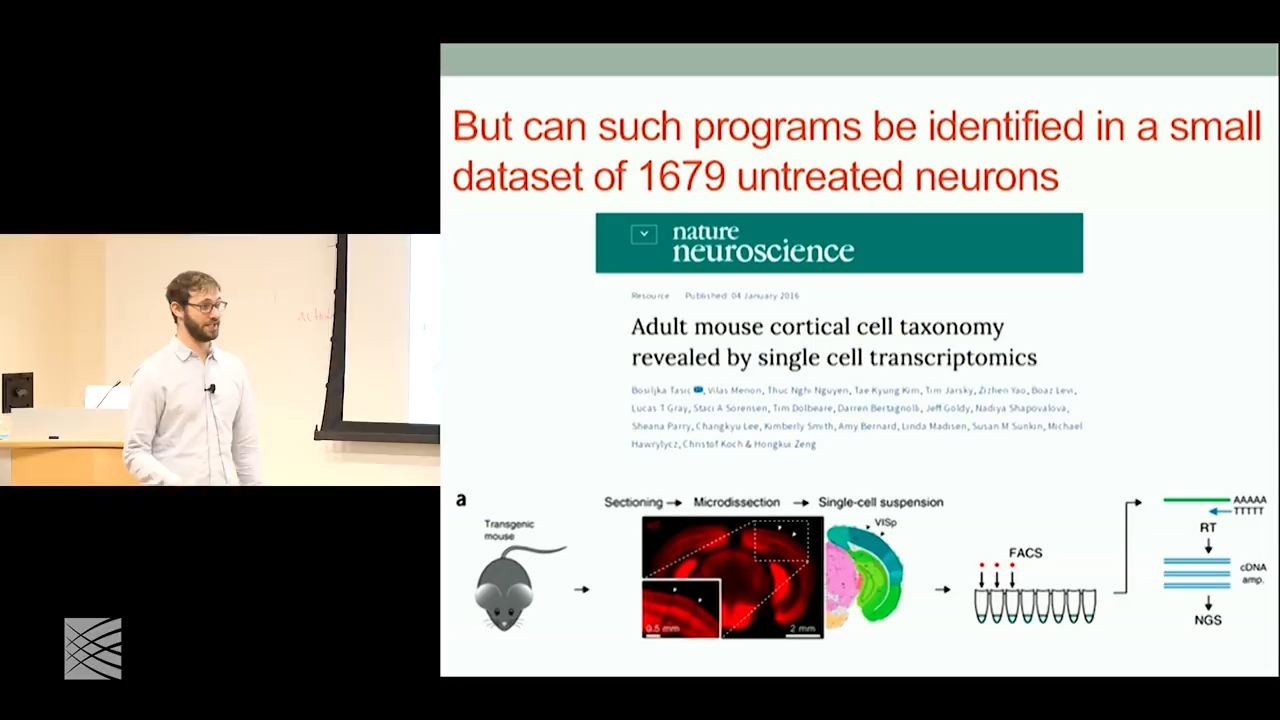 But can such programs be identified in a small
dataset of 1679 untreated neurons
nature
neuroscience
Resource Published: 04 January 2016
Adult mouse cortical cell taxonomy
revealed by single cell transcriptomics
Bosiljka Tasic, Vilas Menon, Thuc Nghi Nguyen, Tae Kyung Kim, Tim Jarsky, Zizhen Yao, Boaz Levi,
Lucas T Gray, Staci A Sorensen, Tim Dolbeare, Darren Bertagnolli, Jeff Goldy, Nadiya Shapovalova,
Sheana Parry, Changkyu Lee, Kimberly Smith, Amy Bernard, Linda Madisen, Susan M Sunkin, Michael
Hawrylycz, Christof Koch & Hongkui Zeng
a
Sectioning Microdissection Single-cell suspension
Transgenic
mouse
VISp
0.5 mm
2 mm
FACS
AAAAA
TTTTT
RT
cDNA
amp.
NGS